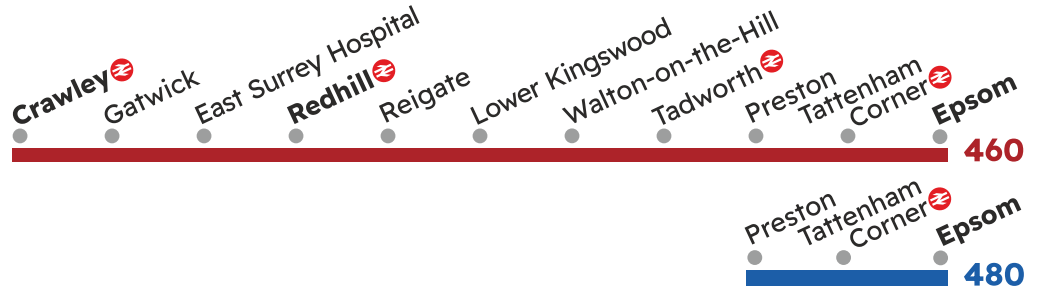 Crawley
Gatwick
East Surrey Hospital
Redhill
Reigate
Lower Kingswood
Walton-on-the-Hill
Tadworth
Preston
Tattenham
Corner
Epsom
460
Preston
Tattenham
Corner
Epsom
480